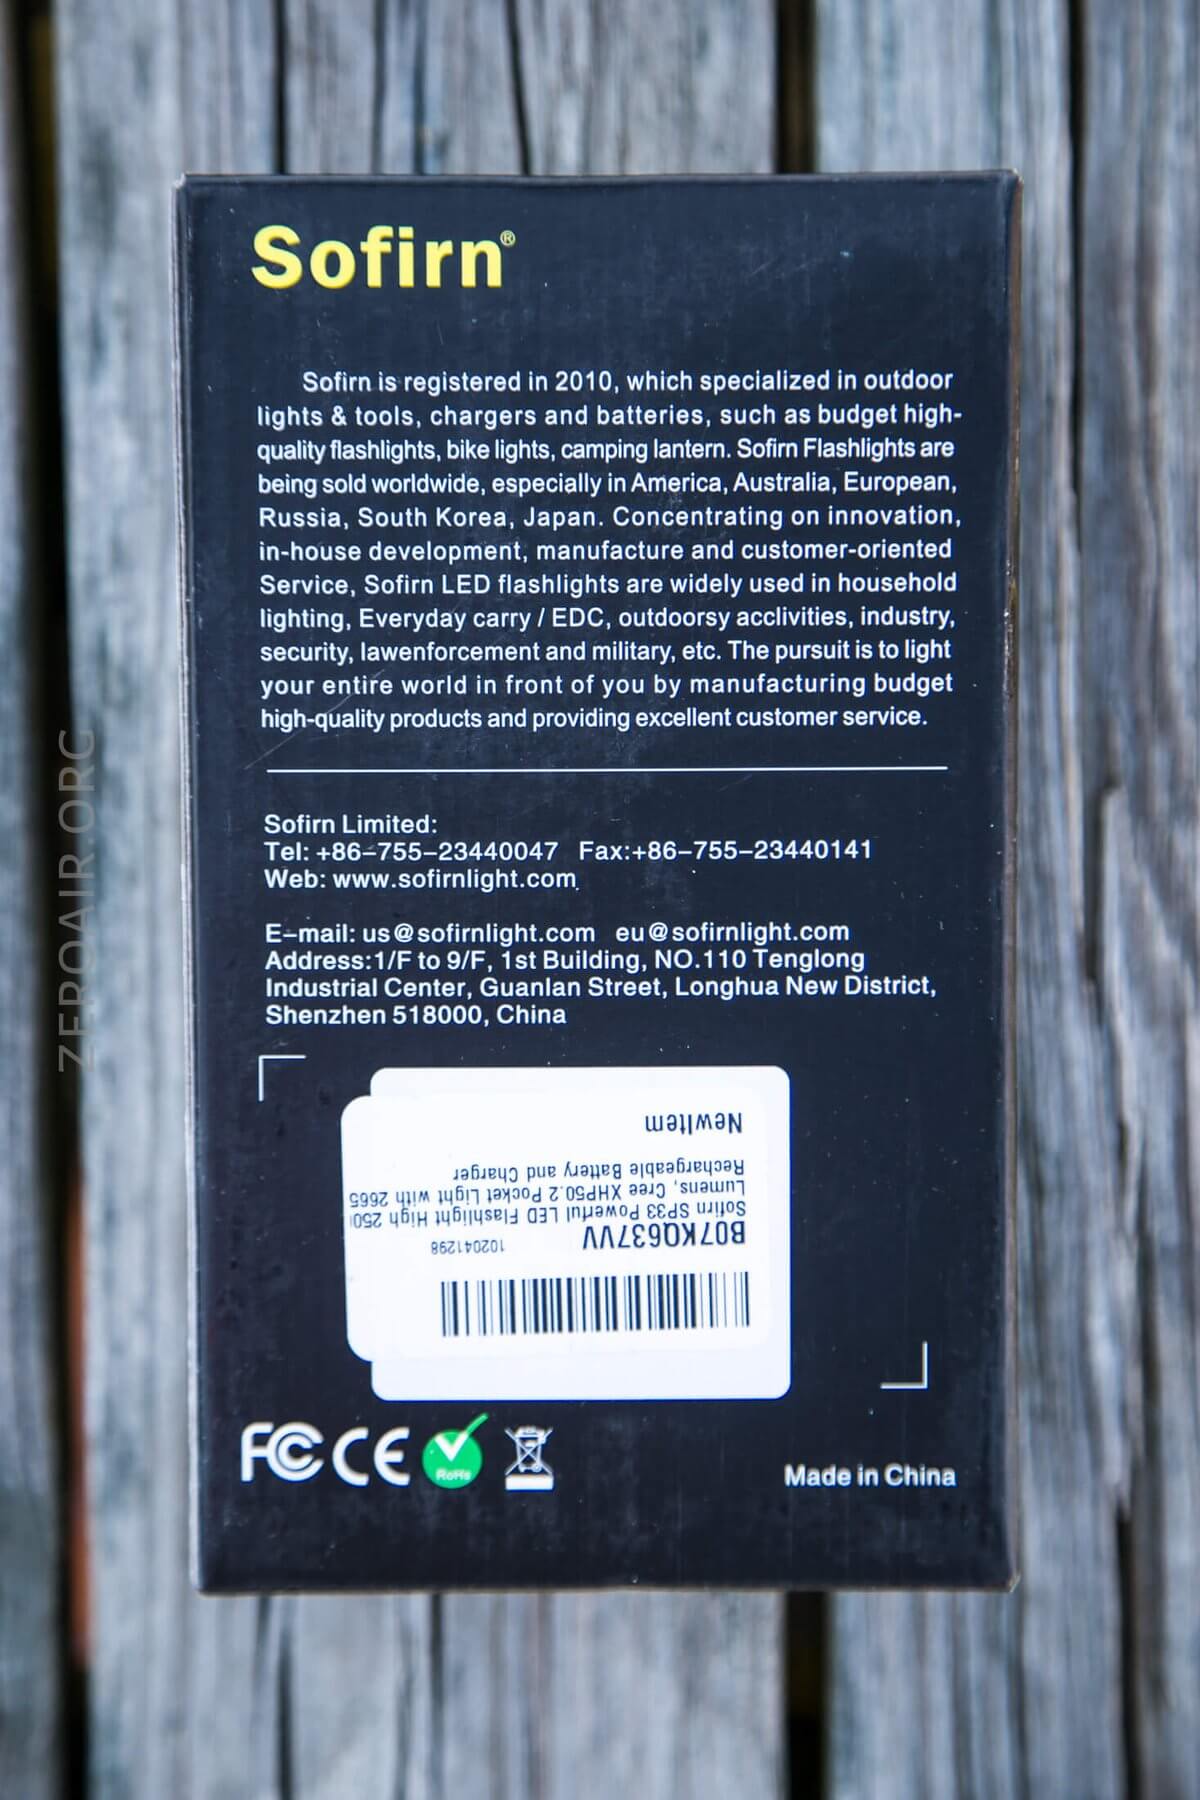 Sofirn®
Sofirn is registered in 2010, which specialized in outdoor
lights & tools, chargers and batteries, such as budget high-
quality flashlights, bike lights, camping lantern. Sofirn Flashlights are
being sold worldwide, especially in America, Australia, European,
Russia, South Korea, Japan. Concentrating on innovation,
in-house development, manufacture and customer-oriented
Service, Sofirn LED flashlights are widely used in household
lighting, Everyday carry / EDC, outdoorsy acclivities, industry,
security, lawenforcement and military, etc. The pursuit is to light
your entire world in front of you by manufacturing budget
high-quality products and providing excellent customer service.
Sofirn Limited:
Tel: +86-755-23440047 Fax:+86-755-23440141
Web: www.sofirnlight.com
E-mail: us@sofirnlight.com eu@sofirnlight.com
Address:1/F to 9/F, 1st Building, NO.110 Tenglong
Industrial Center, Guanlan Street, Longhua New District,
Shenzhen 518000, China
B07KQ637VV 102041298
Sofirn SP33 Powerful LED Flashlight High 250
Lumens, Cree XHP50.2 Pocket Light with 2665
Rechargeable Battery and Charger
NewItem
FC CE RoHs
Made in China
ZEROAIR.ORG